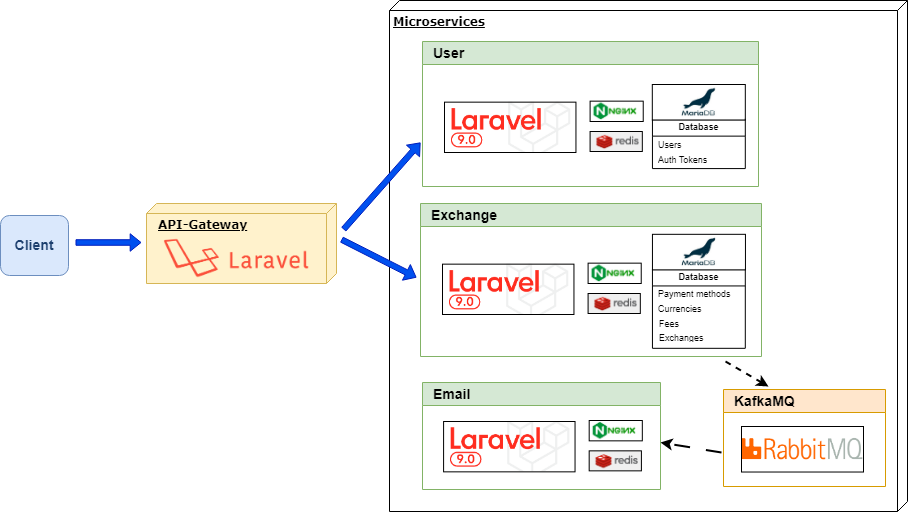 Microservices
User
Laravel
9.0
NGINX
redis
MariaDB
Database
Users
Auth Tokens
Client
API-Gateway
Laravel
Exchange
Laravel
9.0
NGINX
redis
MariaDB
Database
Payment methods
Currencies
Fees
Exchanges
Email
Laravel
9.0
NGINX
redis
KafkaMQ
RabbitMQ